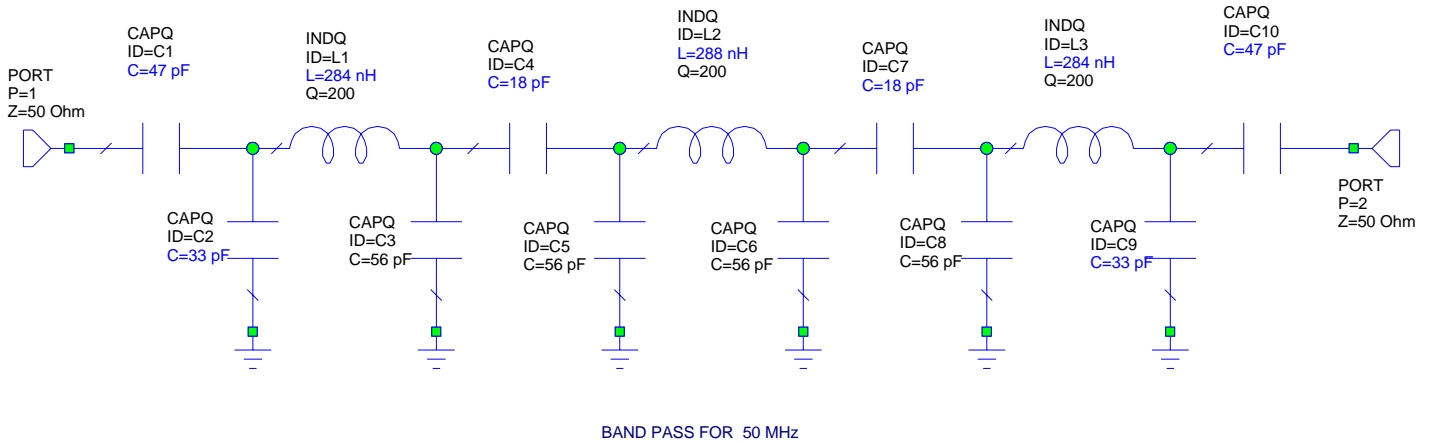 PORT
P=1
Z=50 Ohm
CAPQ
ID=C1
C=47 pF
INDQ
ID=L1
L=284 nH
Q=200
CAPQ
ID=C4
C=18 pF
INDQ
ID=L2
L=288 nH
Q=200
CAPQ
ID=C7
C=18 pF
INDQ
ID=L3
L=284 nH
Q=200
CAPQ
ID=C10
C=47 pF
PORT
P=2
Z=50 Ohm
CAPQ
ID=C2
C=33 pF
CAPQ
ID=C3
C=56 pF
CAPQ
ID=C5
C=56 pF
CAPQ
ID=C6
C=56 pF
CAPQ
ID=C8
C=56 pF
CAPQ
ID=C9
C=33 pF
BAND PASS FOR 50 MHz